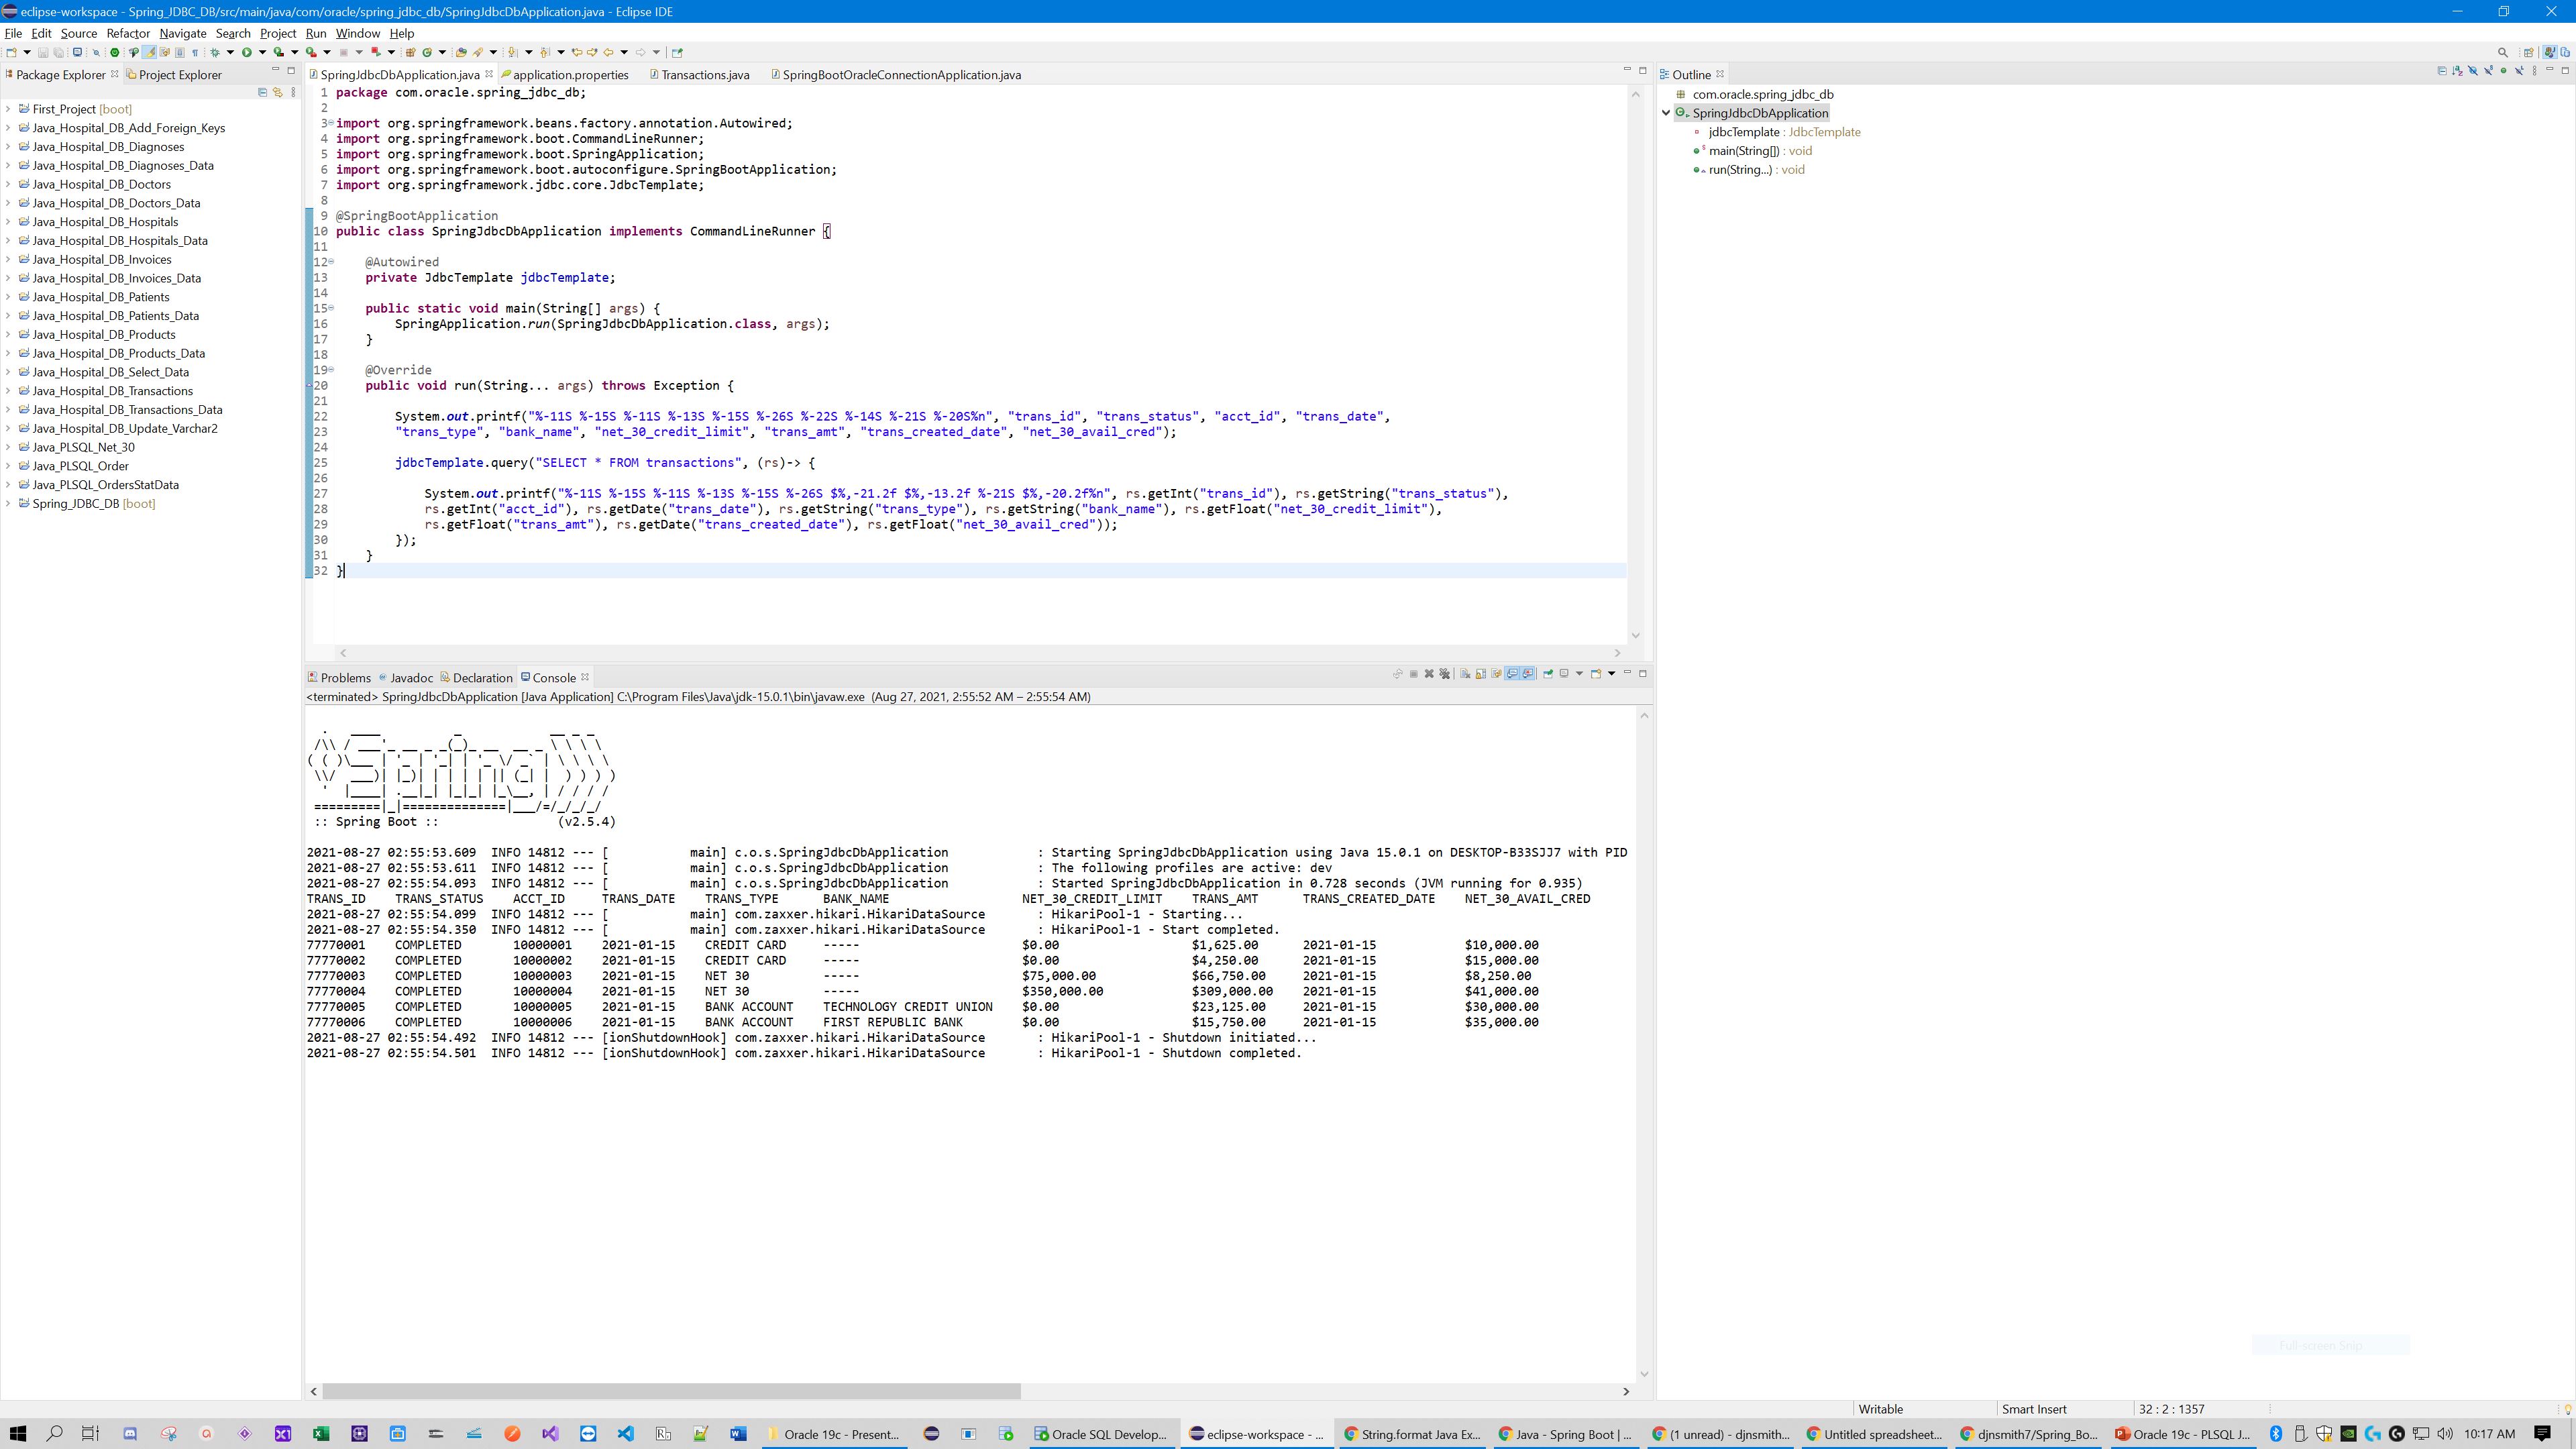 eclipse-workspace - Spring_JDBC_DB/src/main/java/com/oracle/spring_jdbc_db/SpringJdbcDbApplication.java - Eclipse IDE
File Edit Source Refactor Navigate Search Project Run Window Help
Package Explorer Project Explorer
First_Project [boot]
Java_Hospital_DB_Add_Foreign_Keys
Java_Hospital_DB_Diagnoses
Java_Hospital_DB_Diagnoses_Data
Java_Hospital_DB_Doctors
Java_Hospital_DB_Doctors_Data
Java_Hospital_DB_Hospitals
Java_Hospital_DB_Hospitals_Data
Java_Hospital_DB_Invoices
Java_Hospital_DB_Invoices_Data
Java_Hospital_DB_Patients
Java_Hospital_DB_Patients_Data
Java_Hospital_DB_Products
Java_Hospital_DB_Products_Data
Java_Hospital_DB_Select_Data
Java_Hospital_DB_Transactions
Java_Hospital_DB_Transactions_Data
Java_Hospital_DB_Update_Varchar2
Java_PLSQL_Net_30
Java_PLSQL_Order
Java_PLSQL_OrdersStatData
Spring_JDBC_DB [boot]
SpringJdbcDbApplication.java application.properties Transactions.java SpringBootOracleConnectionApplication.java
1 package com.oracle.spring_jdbc_db;
2
3 import org.springframework.beans.factory.annotation.Autowired;
4 import org.springframework.boot.CommandLineRunner;
5 import org.springframework.boot.SpringApplication;
6 import org.springframework.boot.autoconfigure.SpringBootApplication;
7 import org.springframework.jdbc.core.JdbcTemplate;
8
9 @SpringBootApplication
10 public class SpringJdbcDbApplication implements CommandLineRunner {
11
12     @Autowired
13     private JdbcTemplate jdbcTemplate;
14
15     public static void main(String[] args) {
16         SpringApplication.run(SpringJdbcDbApplication.class, args);
17     }
18
19     @Override
20     public void run(String... args) throws Exception {
21
22         System.out.printf("%-11S %-15S %-11S %-13S %-15S %-26S %-22S %-14S %-21S %-20S%n", "trans_id", "trans_status", "acct_id", "trans_date",
23         "trans_type", "bank_name", "net_30_credit_limit", "trans_amt", "trans_created_date", "net_30_avail_cred");
24
25         jdbcTemplate.query("SELECT * FROM transactions", (rs)-> {
26
27             System.out.printf("%-11S %-15S %-11S %-13S %-15S %-26S $%,-21.2f $%,-13.2f %-21S $%,-20.2f%n", rs.getInt("trans_id"), rs.getString("trans_status"),
28             rs.getInt("acct_id"), rs.getDate("trans_date"), rs.getString("trans_type"), rs.getString("bank_name"), rs.getFloat("net_30_credit_limit"),
29             rs.getFloat("trans_amt"), rs.getDate("trans_created_date"), rs.getFloat("net_30_avail_cred"));
30         });
31     }
32 }
Outline
com.oracle.spring_jdbc_db
SpringJdbcDbApplication
jdbcTemplate : JdbcTemplate
main(String[]) : void
run(String...) : void
Problems Javadoc Declaration Console
<terminated> SpringJdbcDbApplication [Java Application] C:\Program Files\Java\jdk-15.0.1\bin\javaw.exe (Aug 27, 2021, 2:55:52 AM – 2:55:54 AM)
Spring
:: Spring Boot :: (v2.5.4)
2021-08-27 02:55:53.609 INFO 14812 --- [ main] c.o.s.SpringJdbcDbApplication : Starting SpringJdbcDbApplication using Java 15.0.1 on DESKTOP-B33SJJ7 with PID
2021-08-27 02:55:53.611 INFO 14812 --- [ main] c.o.s.SpringJdbcDbApplication : The following profiles are active: dev
2021-08-27 02:55:54.093 INFO 14812 --- [ main] c.o.s.SpringJdbcDbApplication : Started SpringJdbcDbApplication in 0.728 seconds (JVM running for 0.935)
TRANS_ID TRANS_STATUS ACCT_ID TRANS_DATE TRANS_TYPE BANK_NAME NET_30_CREDIT_LIMIT TRANS_AMT TRANS_CREATED_DATE NET_30_AVAIL_CRED
2021-08-27 02:55:54.099 INFO 14812 --- [ main] com.zaxxer.hikari.HikariDataSource : HikariPool-1 - Starting...
2021-08-27 02:55:54.350 INFO 14812 --- [ main] com.zaxxer.hikari.HikariDataSource : HikariPool-1 - Start completed.
77770001 COMPLETED 10000001 2021-01-15 CREDIT CARD ----- $0.00 $1,625.00 2021-01-15 $10,000.00
77770002 COMPLETED 10000002 2021-01-15 CREDIT CARD ----- $0.00 $4,250.00 2021-01-15 $15,000.00
77770003 COMPLETED 10000003 2021-01-15 NET 30 ----- $75,000.00 $66,750.00 2021-01-15 $8,250.00
77770004 COMPLETED 10000004 2021-01-15 NET 30 ----- $350,000.00 $309,000.00 2021-01-15 $41,000.00
77770005 COMPLETED 10000005 2021-01-15 BANK ACCOUNT TECHNOLOGY CREDIT UNION $0.00 $23,125.00 2021-01-15 $30,000.00
77770006 COMPLETED 10000006 2021-01-15 BANK ACCOUNT FIRST REPUBLIC BANK $0.00 $15,750.00 2021-01-15 $35,000.00
2021-08-27 02:55:54.492 INFO 14812 --- [ionShutdownHook] com.zaxxer.hikari.HikariDataSource : HikariPool-1 - Shutdown initiated...
2021-08-27 02:55:54.501 INFO 14812 --- [ionShutdownHook] com.zaxxer.hikari.HikariDataSource : HikariPool-1 - Shutdown completed.
Full-screen Snip
Writable Smart Insert 32 : 2 : 1357
Oracle 19c - Present... Oracle SQL Develop... eclipse-workspace - ... String.format Java Ex... Java - Spring Boot | ... (1 unread) - djnsmith... Untitled spreadsheet... djnsmith7/Spring_Bo... Oracle 19c - PLSQL J... 10:17 AM